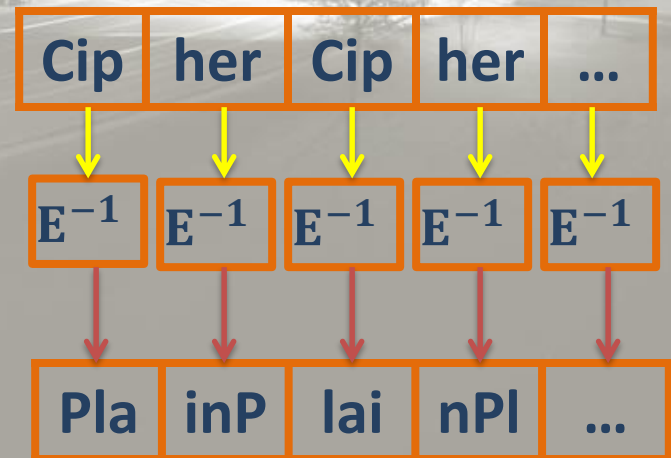 Cip her Cip her ...
E⁻¹ E⁻¹ E⁻¹ E⁻¹ E⁻¹
Pla inP lai nPl ...